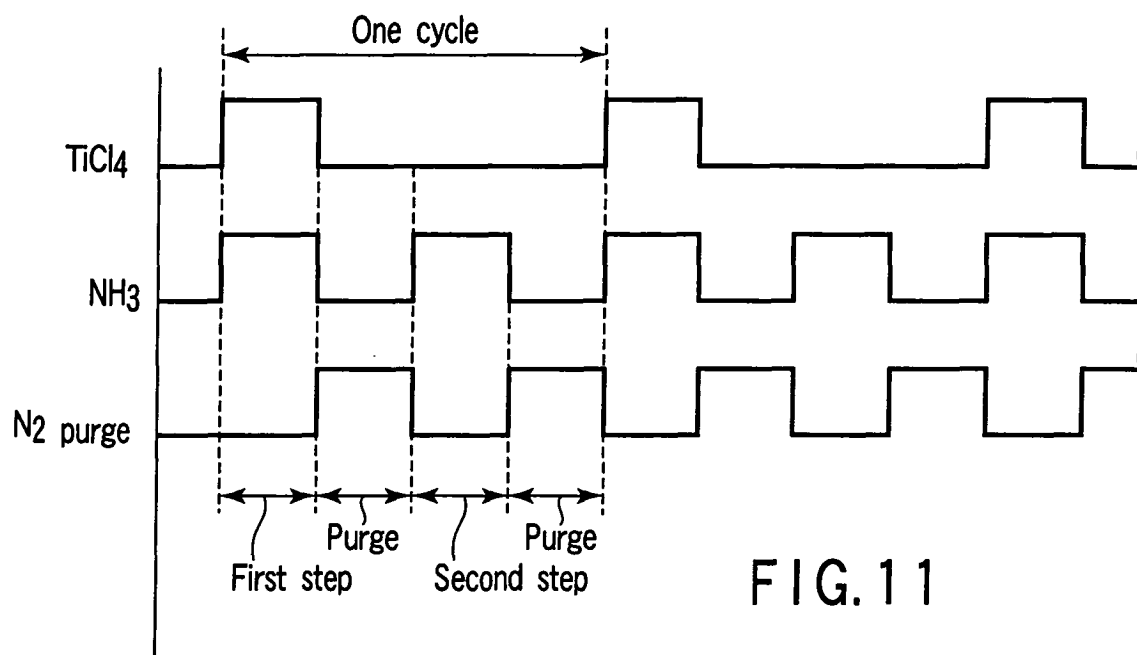 One cycle
TiCl4
NH3
N2 purge
Purge
Purge
First step
Second step
FIG.11